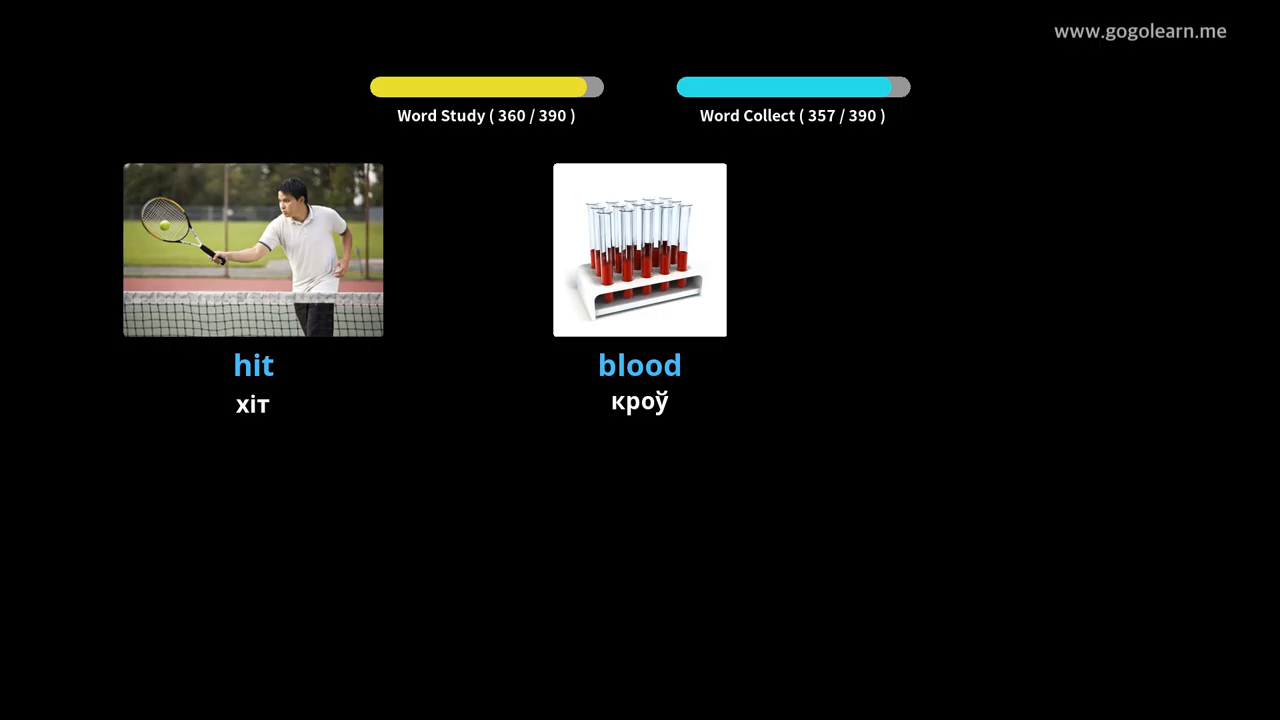 www.gogolearn.me
Word Study ( 360 / 390 )
Word Collect ( 357 / 390 )
hit
хіт
blood
кроў